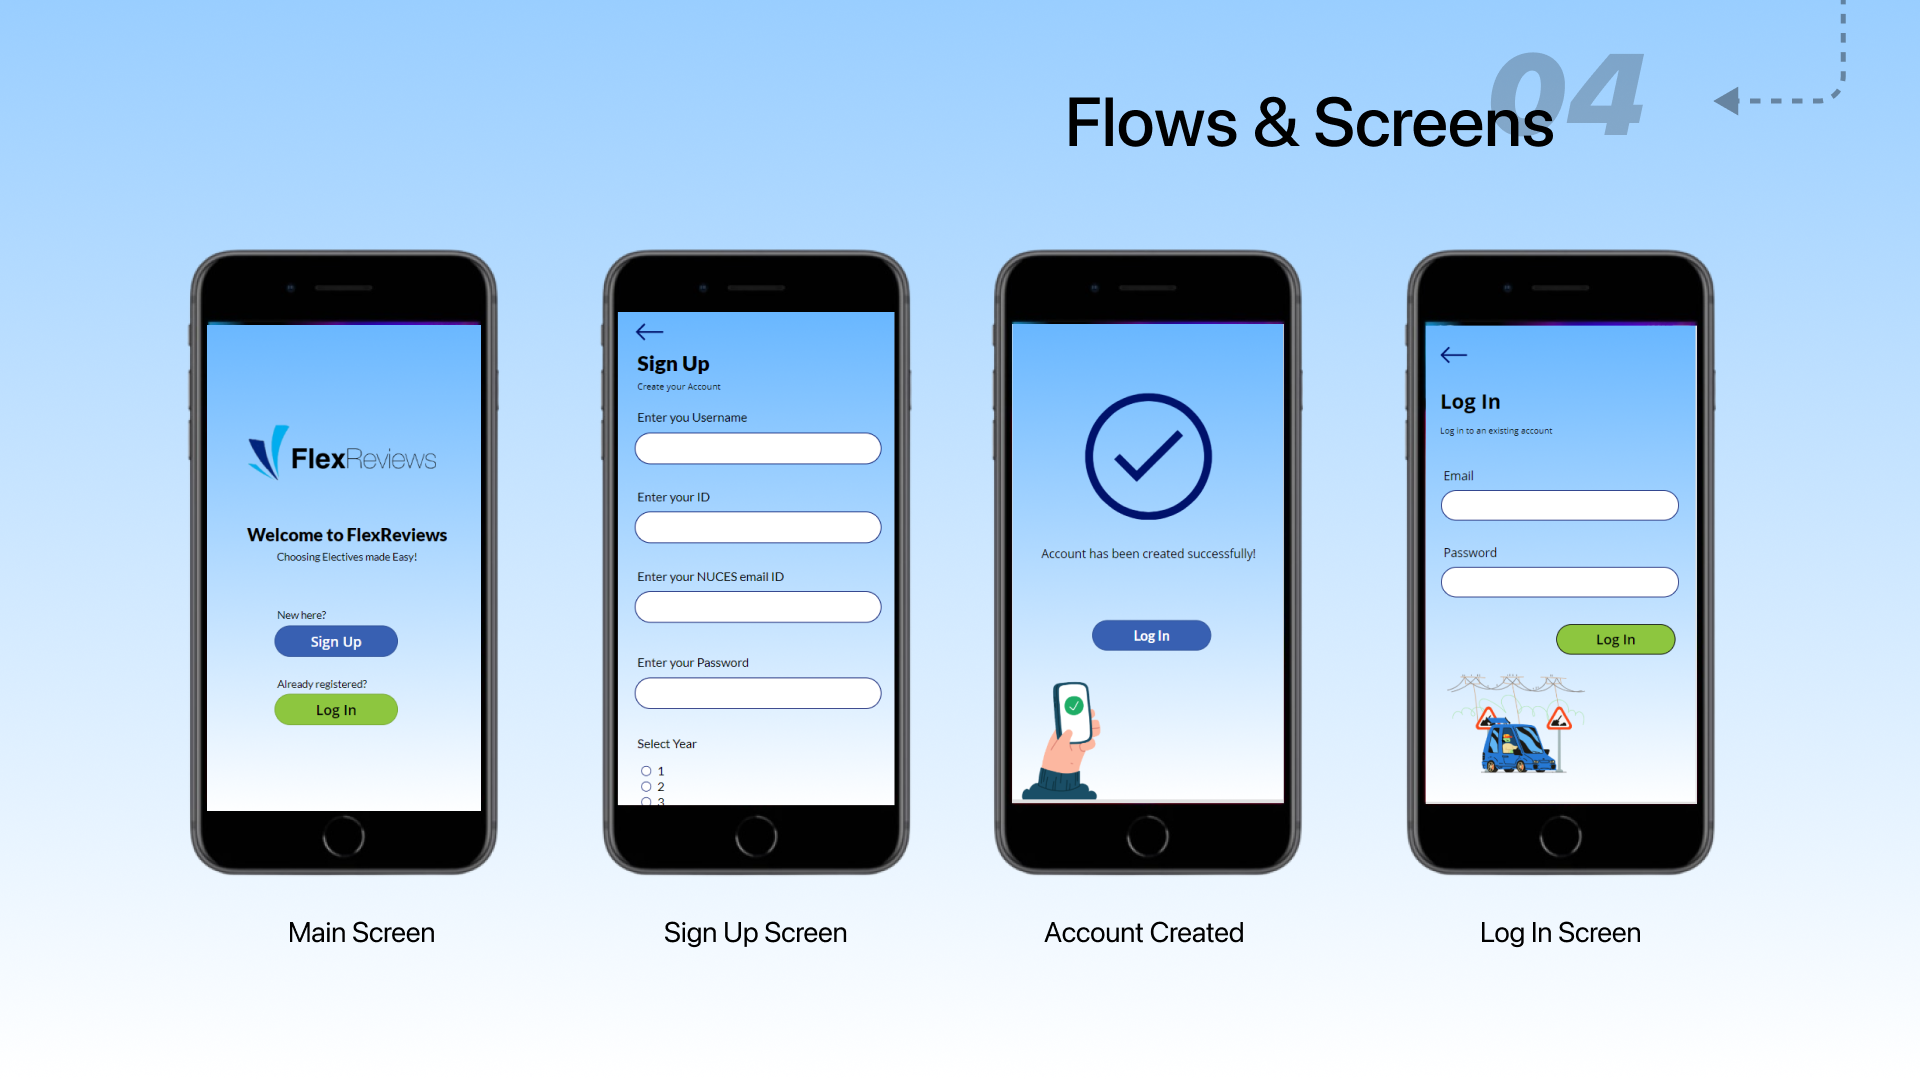 04
Flows & Screens
FlexReviews
Welcome to FlexReviews
Choosing Electives made Easy!
New here?
Sign Up
Already registered?
Log In
Main Screen
Sign Up
Create your Account
Enter you Username
Enter your ID
Enter your NUCES email ID
Enter your Password
Select Year
1
2
3
Sign Up Screen
Account has been created successfully!
Log In
Account Created
Log In
Log in to an existing account
Email
Password
Log In
Log In Screen